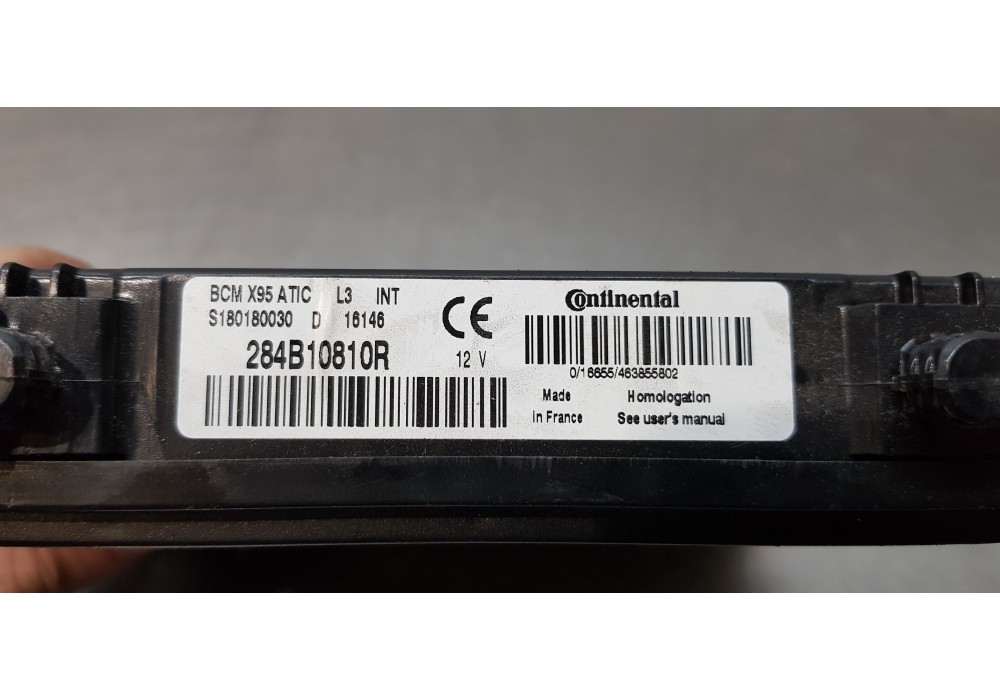 BCM X95 ATIC L3 INT
S180180030 D 16146
284B10810R
CE
12 V
Continental
0/16655/463855802
Made
in France
Homologation
See user's manual